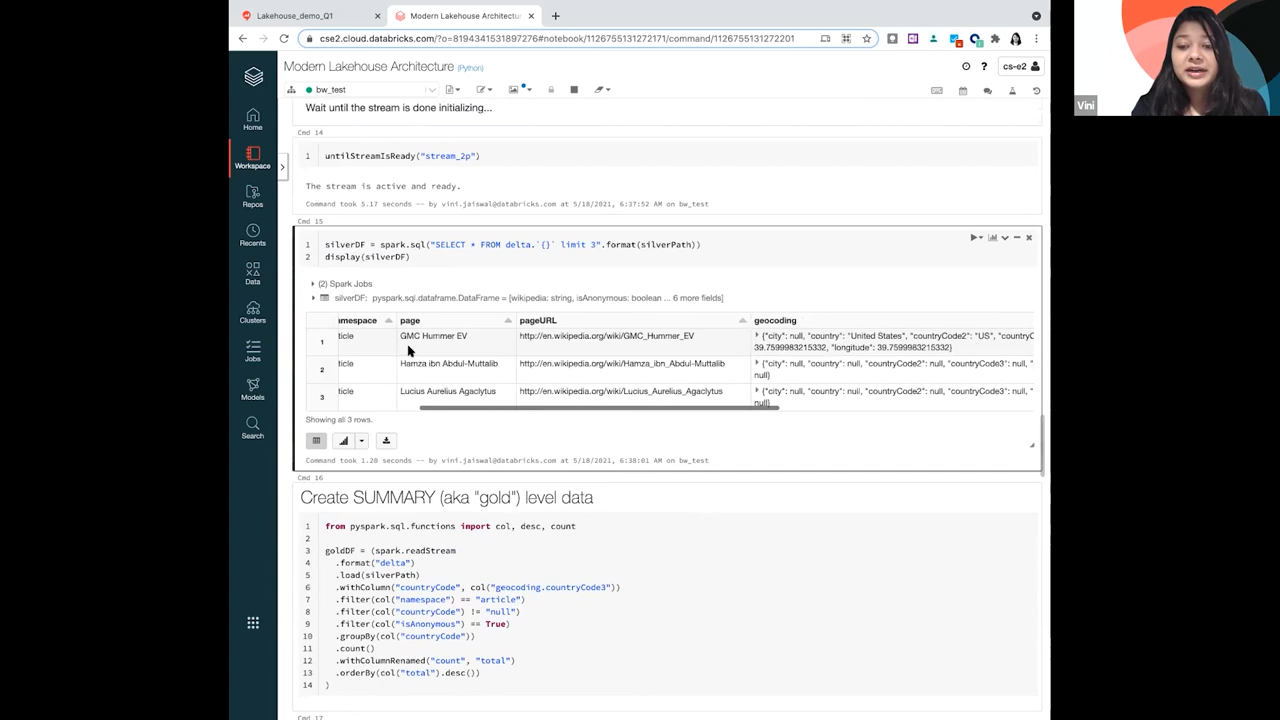 Lakehouse_demo_Q1
Modern Lakehouse Architectur
cse2.cloud.databricks.com/?o=8194341531897276#notebook/1126755131272171/command/1126755131272201
Modern Lakehouse Architecture (Python)
cs-e2
bw_test
Wait until the stream is done initializing...
Cmd 14
1 untilStreamIsReady("stream_2p")
The stream is active and ready.
Command took 5.17 seconds -- by vini.jaiswal@databricks.com at 5/18/2021, 6:37:52 AM on bw_test
Cmd 15
1 silverDF = spark.sql("SELECT * FROM delta.`{}` limit 3".format(silverPath))
2 display(silverDF)
(2) Spark Jobs
silverDF: pyspark.sql.dataframe.DataFrame = [wikipedia: string, isAnonymous: boolean ... 6 more fields]
mespace page pageURL geocoding
1 ticle GMC Hummer EV http://en.wikipedia.org/wiki/GMC_Hummer_EV {"city": null, "country": "United States", "countryCode2": "US", "countryC
39.7599983215332, "longitude": 39.7599983215332}
2 ticle Hamza ibn Abdul-Muttalib http://en.wikipedia.org/wiki/Hamza_ibn_Abdul-Muttalib {"city": null, "country": null, "countryCode2": null, "countryCode3": null,
null}
3 ticle Lucius Aurelius Agaclytus http://en.wikipedia.org/wiki/Lucius_Aurelius_Agaclytus {"city": null, "country": null, "countryCode2": null, "countryCode3": null,
null}
Showing all 3 rows.
Command took 1.20 seconds -- by vini.jaiswal@databricks.com at 5/18/2021, 6:38:01 AM on bw_test
Cmd 16
Create SUMMARY (aka "gold") level data
1 from pyspark.sql.functions import col, desc, count
2
3 goldDF = (spark.readStream
4 .format("delta")
5 .load(silverPath)
6 .withColumn("countryCode", col("geocoding.countryCode3"))
7 .filter(col("namespace") == "article")
8 .filter(col("countryCode") != "null")
9 .filter(col("isAnonymous") == True)
10 .groupBy(col("countryCode"))
11 .count()
12 .withColumnRenamed("count", "total")
13 .orderBy(col("total").desc())
14 )
Cmd 17
Home
Workspace
Repos
Recents
Data
Clusters
Jobs
Models
Search
Vini